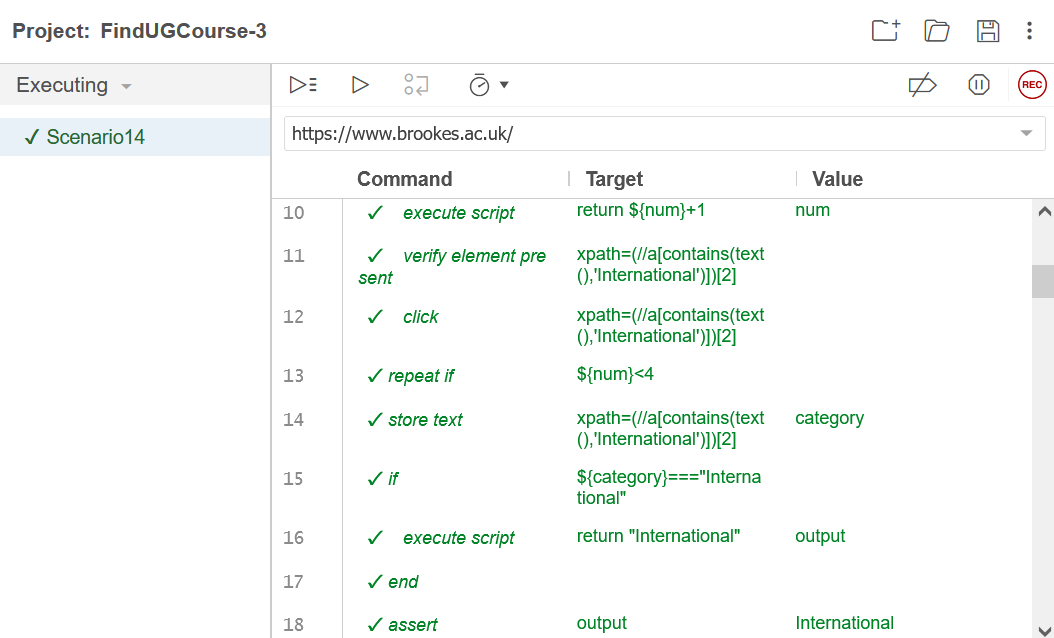 Project: FindUGCourse-3
Executing
REC
✓ Scenario14
https://www.brookes.ac.uk/
Command Target Value
10 ✓ execute script return ${num}+1 num
11 ✓ verify element pre
sent xpath=(//a[contains(text
(),'International')])[2]
12 ✓ click xpath=(//a[contains(text
(),'International')])[2]
13 ✓ repeat if ${num}<4
14 ✓ store text xpath=(//a[contains(text category
(),'International')])[2]
15 ✓ if ${category}==="Interna
tional"
16 ✓ execute script return "International" output
17 ✓ end
18 ✓ assert output International